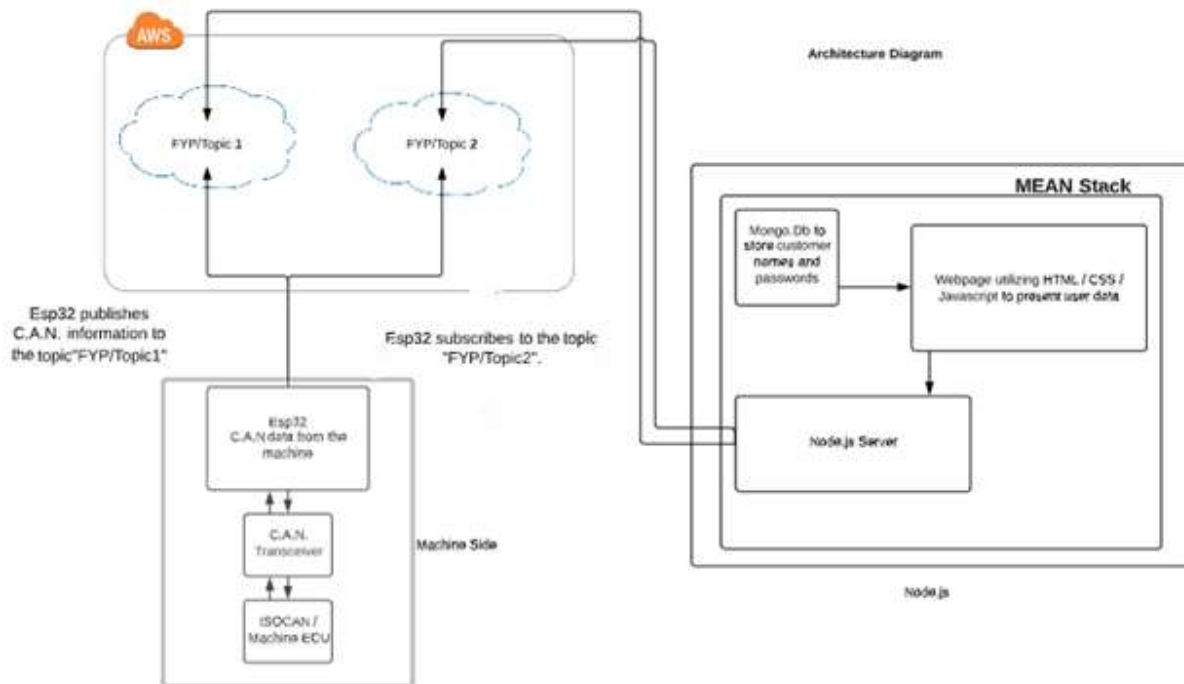 AWS
Architecture Diagram
FYP/Topic 1
FYP/Topic 2
MEAN Stack
Mongo.Db to
store customer
names and
passwords
Webpage utilizing HTML / CSS /
Javascript to present user data
Esp32 publishes
C.A.N. information to
the topic"FYP/Topic1"
Esp32 subscribes to the topic
"FYP/Topic2".
Esp32
C.A.N data from the
machine
Node.js Server
C.A.N.
Transceiver
Machine Side
ISOCAN /
Machine ECU
Node.js